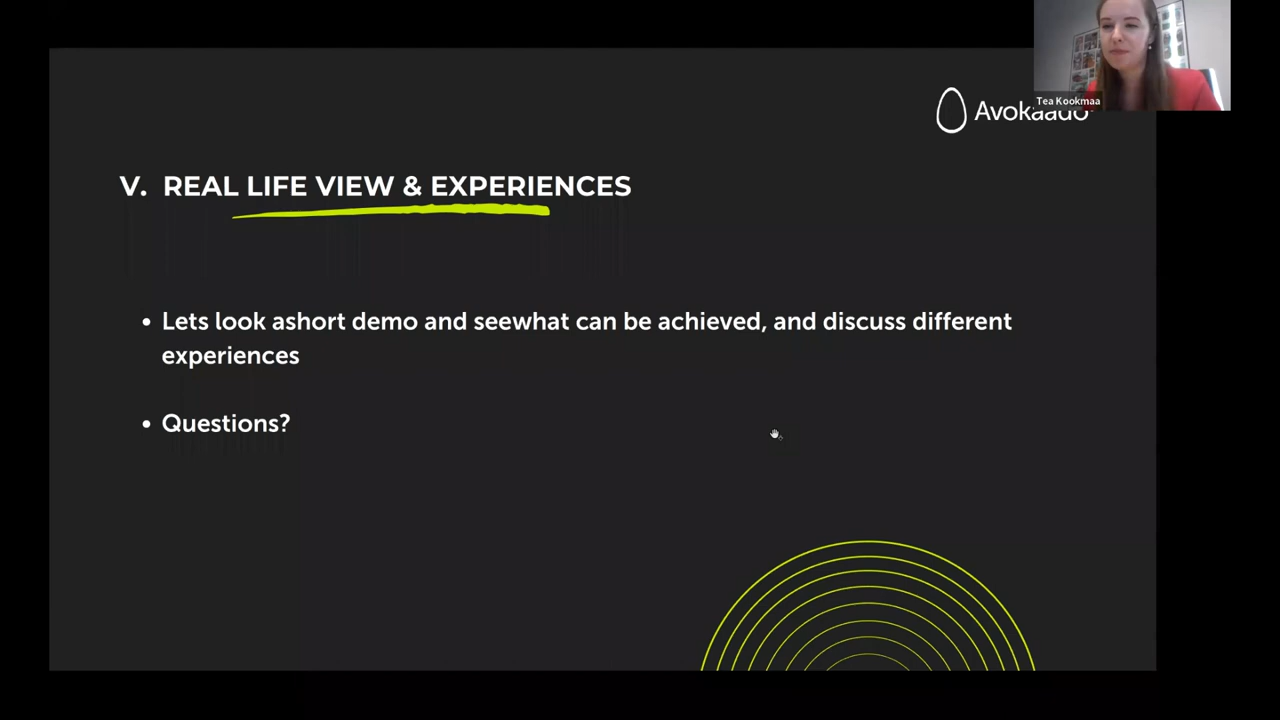 Tea Kookmaa
Avokaado
V. REAL LIFE VIEW & EXPERIENCES
• Lets look ashort demo and seewhat can be achieved, and discuss different
experiences
• Questions?